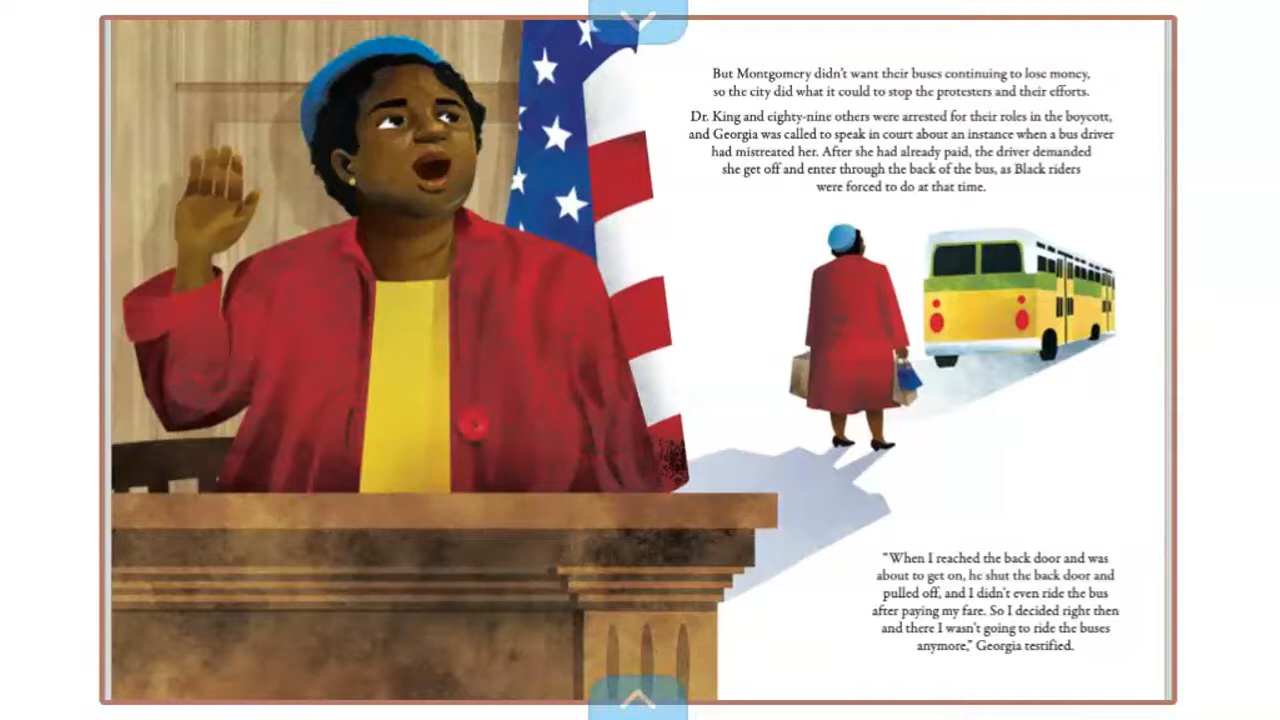 But Montgomery didn't want their buses continuing to lose money,
so the city did what it could to stop the protesters and their efforts.
Dr. King and eighty-nine others were arrested for their roles in the boycott,
and Georgia was called to speak in court about an instance when a bus driver
had mistreated her. After she had already paid, the driver demanded
she get off and enter through the back of the bus, as Black riders
were forced to do at that time.
"When I reached the back door and was
about to get on, he shut the back door and
pulled off, and I didn't even ride the bus
after paying my fare. So I decided right then
and there I wasn't going to ride the buses
anymore," Georgia testified.